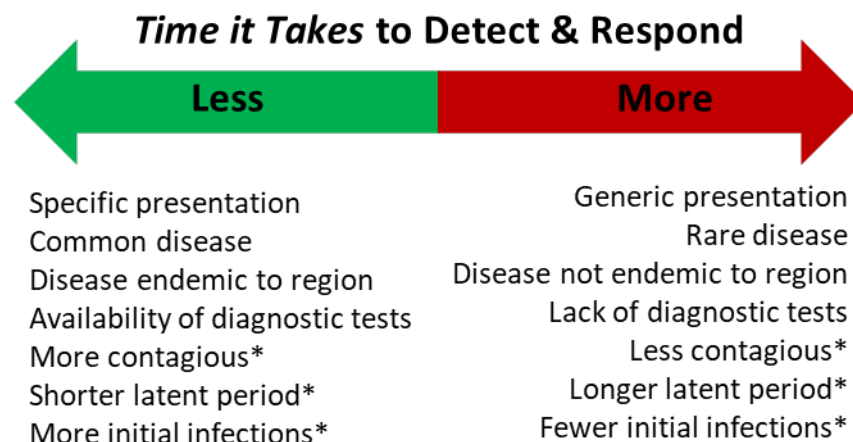 Time it Takes to Detect & Respond
Less
More
Specific presentation
Common disease
Disease endemic to region
Availability of diagnostic tests
More contagious*
Shorter latent period*
More initial infections*
Generic presentation
Rare disease
Disease not endemic to region
Lack of diagnostic tests
Less contagious*
Longer latent period*
Fewer initial infections*